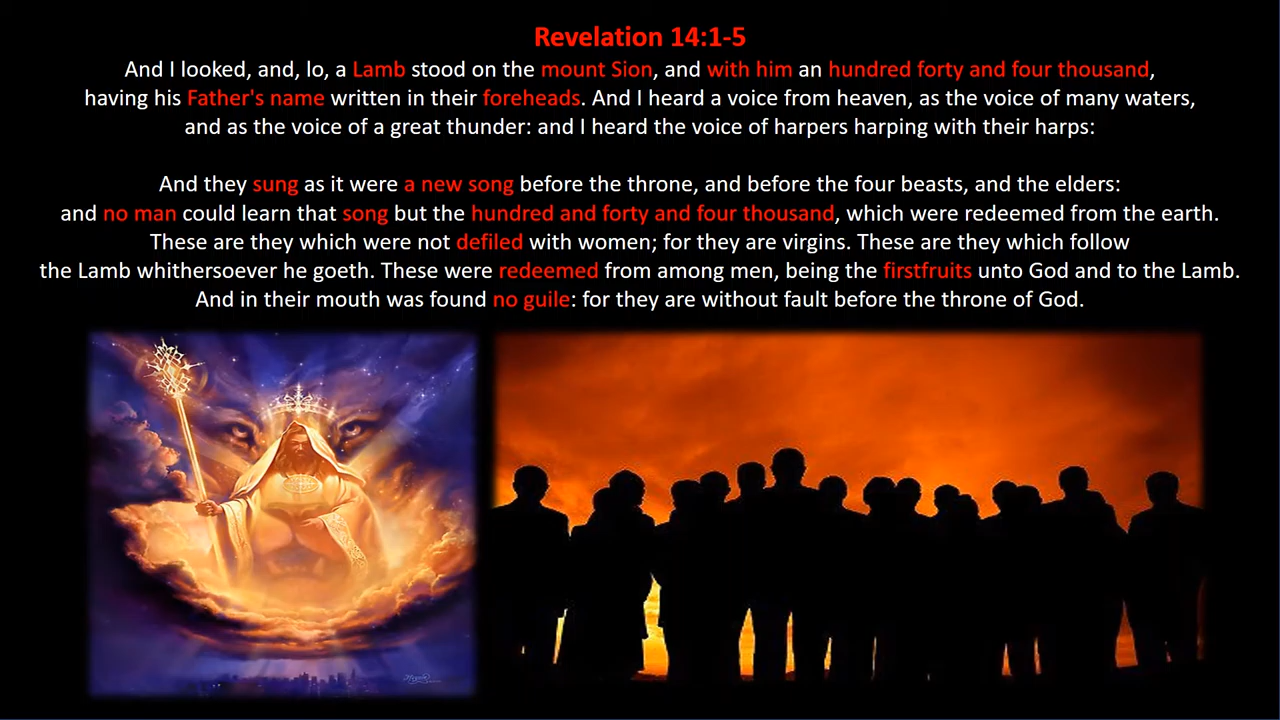 Revelation 14:1-5
And I looked, and, lo, a Lamb stood on the mount Sion, and with him an hundred forty and four thousand,
having his Father's name written in their foreheads. And I heard a voice from heaven, as the voice of many waters,
and as the voice of a great thunder: and I heard the voice of harpers harping with their harps:
And they sung as it were a new song before the throne, and before the four beasts, and the elders:
and no man could learn that song but the hundred and forty and four thousand, which were redeemed from the earth.
These are they which were not defiled with women; for they are virgins. These are they which follow
the Lamb whithersoever he goeth. These were redeemed from among men, being the firstfruits unto God and to the Lamb.
And in their mouth was found no guile: for they are without fault before the throne of God.